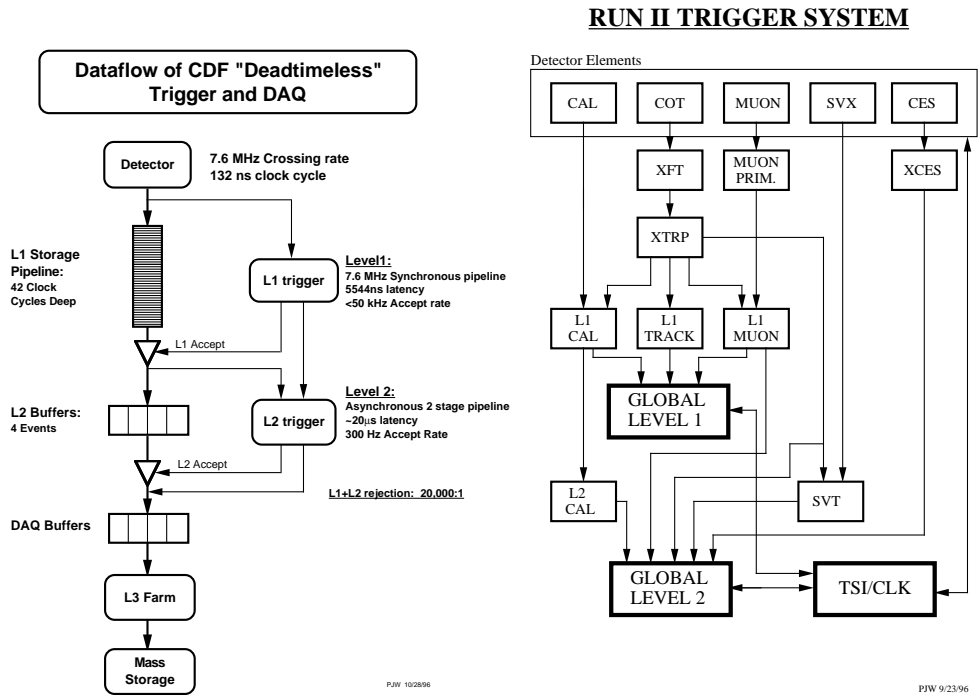 Dataflow of CDF "Deadtimeless"
Trigger and DAQ
Detector
7.6 MHz Crossing rate
132 ns clock cycle
L1 Storage
Pipeline:
42 Clock
Cycles Deep
L1 trigger
Level1:
7.6 MHz Synchronous pipeline
5544ns latency
<50 kHz Accept rate
L1 Accept
L2 Buffers:
4 Events
L2 trigger
Level 2:
Asynchronous 2 stage pipeline
~20μs latency
300 Hz Accept Rate
L2 Accept
L1+L2 rejection: 20,000:1
DAQ Buffers
L3 Farm
Mass
Storage
PJW 10/28/96
RUN II TRIGGER SYSTEM
Detector Elements
CAL
COT
MUON
SVX
CES
XFT
MUON
PRIM.
XCES
XTRP
L1
CAL
L1
TRACK
L1
MUON
GLOBAL
LEVEL 1
L2
CAL
SVT
GLOBAL
LEVEL 2
TSI/CLK
PJW 9/23/96